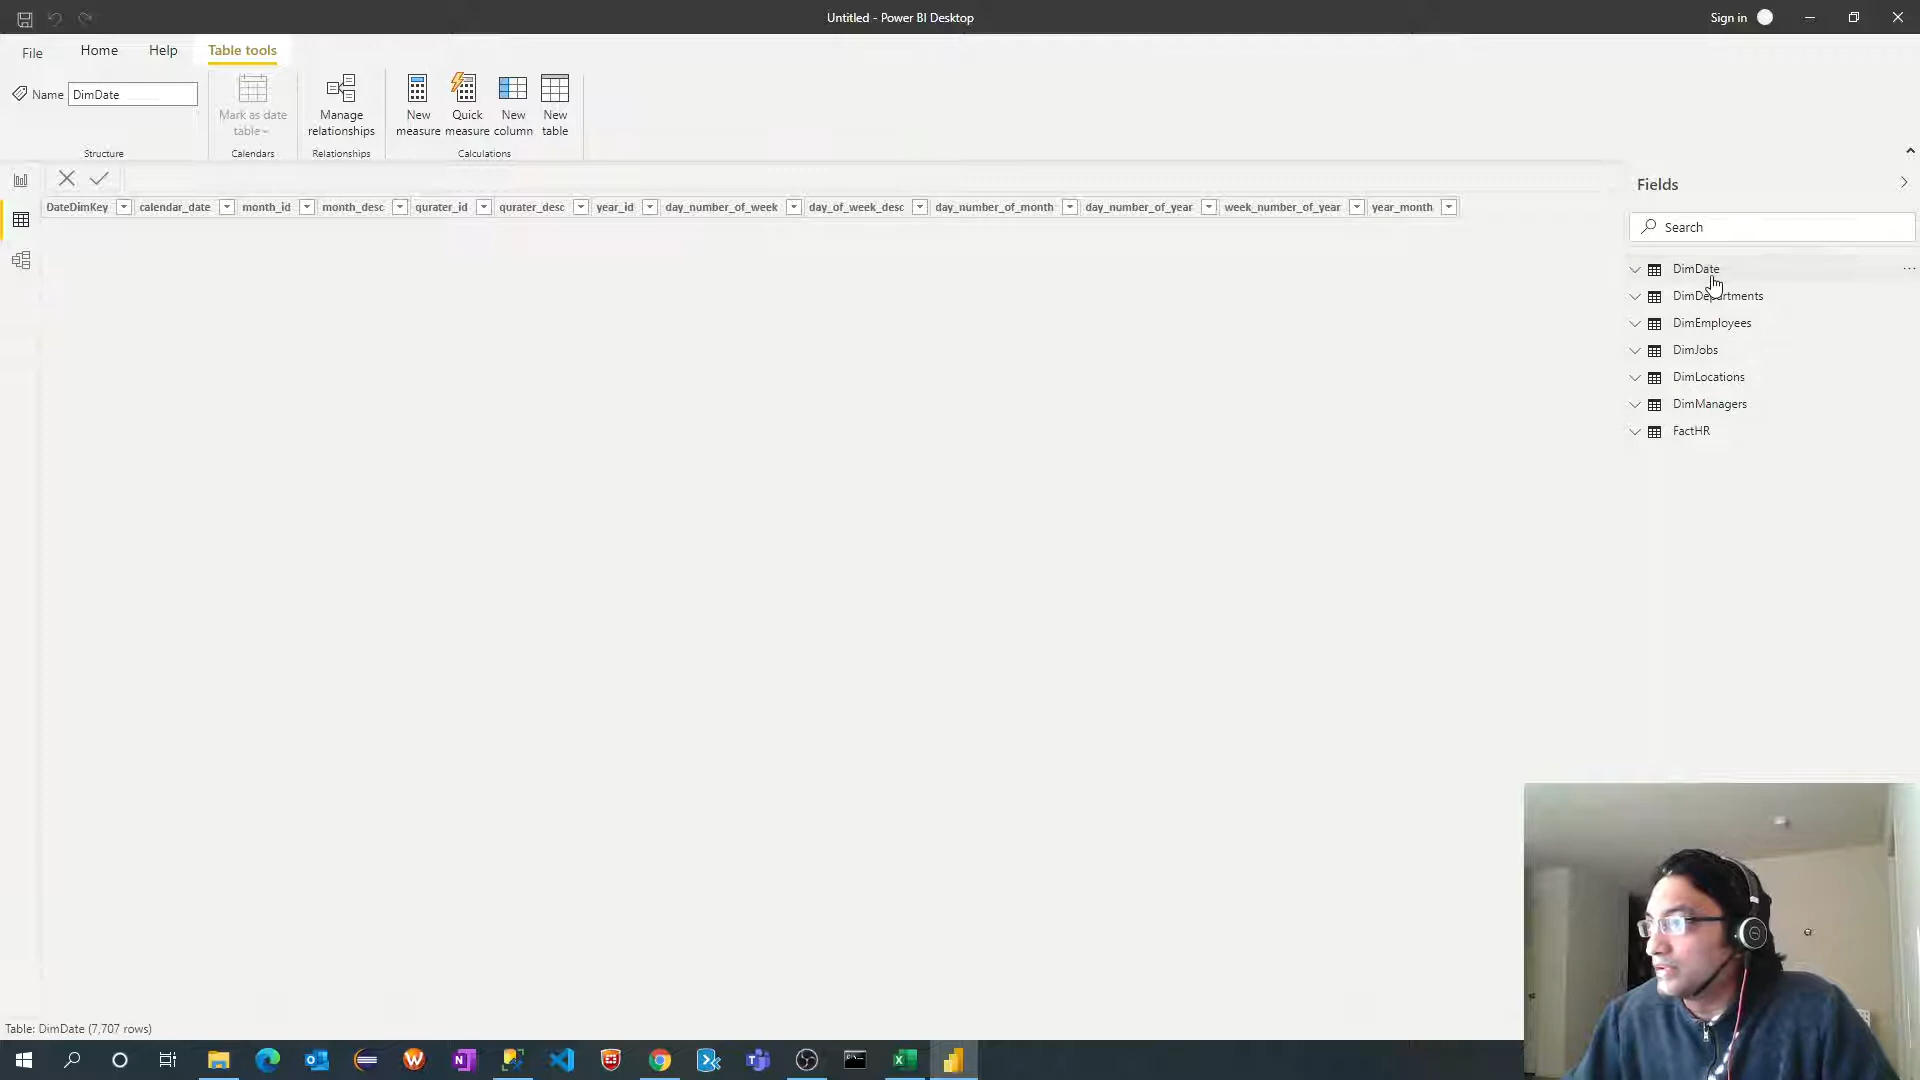 Untitled - Power BI Desktop
Sign in
File
Home
Help
Table tools
Name
DimDate
Mark as date table
Manage relationships
New measure
Quick measure
New column
New table
Structure
Calendars
Relationships
Calculations
Fields
DateDimKey
calendar_date
month_id
month_desc
qurater_id
qurater_desc
year_id
day_number_of_week
day_of_week_desc
day_number_of_month
day_number_of_year
week_number_of_year
year_month
Search
DimDate
DimDepartments
DimEmployees
DimJobs
DimLocations
DimManagers
FactHR
Table: DimDate (7,707 rows)